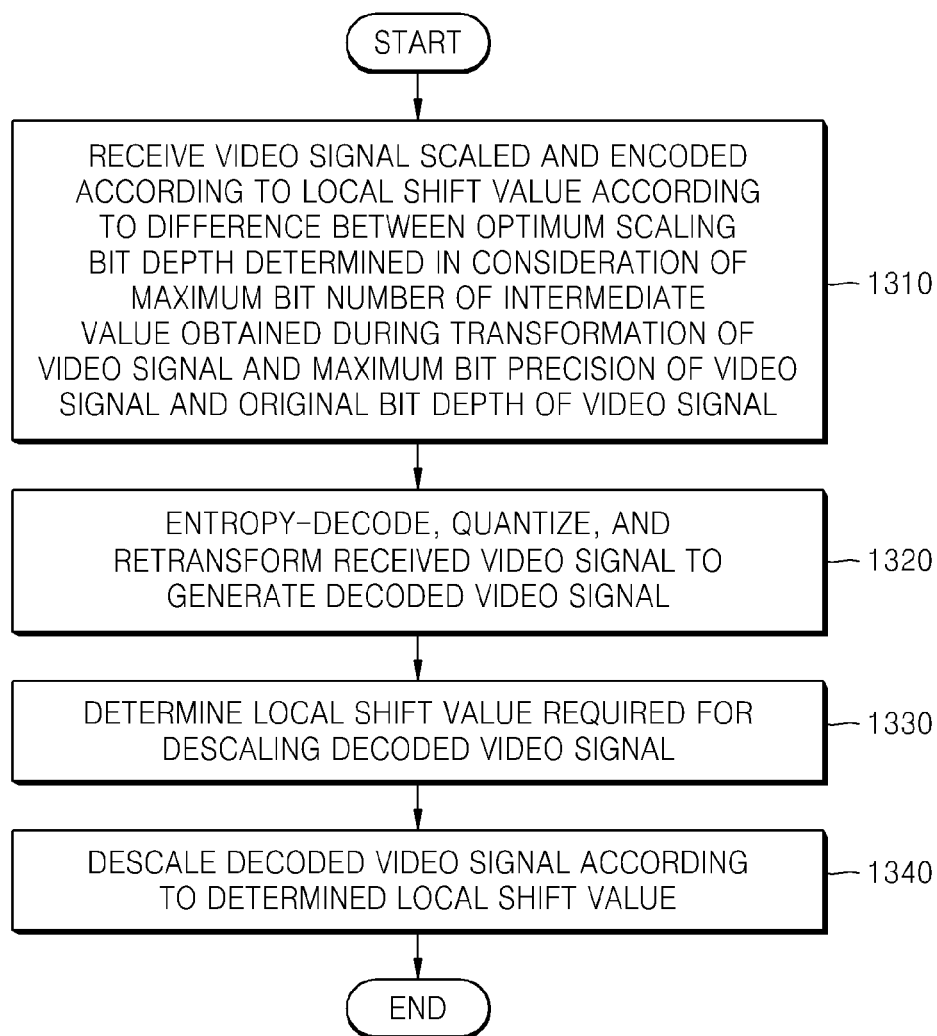 START
RECEIVE VIDEO SIGNAL SCALED AND ENCODED
ACCORDING TO LOCAL SHIFT VALUE ACCORDING
TO DIFFERENCE BETWEEN OPTIMUM SCALING
BIT DEPTH DETERMINED IN CONSIDERATION OF
MAXIMUM BIT NUMBER OF INTERMEDIATE
VALUE OBTAINED DURING TRANSFORMATION OF
VIDEO SIGNAL AND MAXIMUM BIT PRECISION OF VIDEO
SIGNAL AND ORIGINAL BIT DEPTH OF VIDEO SIGNAL
1310
ENTROPY-DECODE, QUANTIZE, AND
RETRANSFORM RECEIVED VIDEO SIGNAL TO
GENERATE DECODED VIDEO SIGNAL
1320
DETERMINE LOCAL SHIFT VALUE REQUIRED FOR
DESCALING DECODED VIDEO SIGNAL
1330
DESCALE DECODED VIDEO SIGNAL ACCORDING
TO DETERMINED LOCAL SHIFT VALUE
1340
END